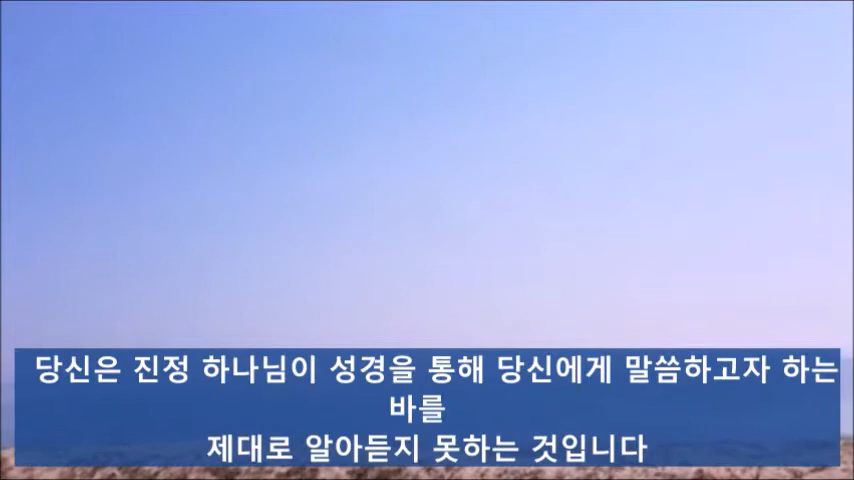 당신은 진정 하나님이 성경을 통해 당신에게 말씀하고자 하는
바를
제대로 알아듣지 못하는 것입니다